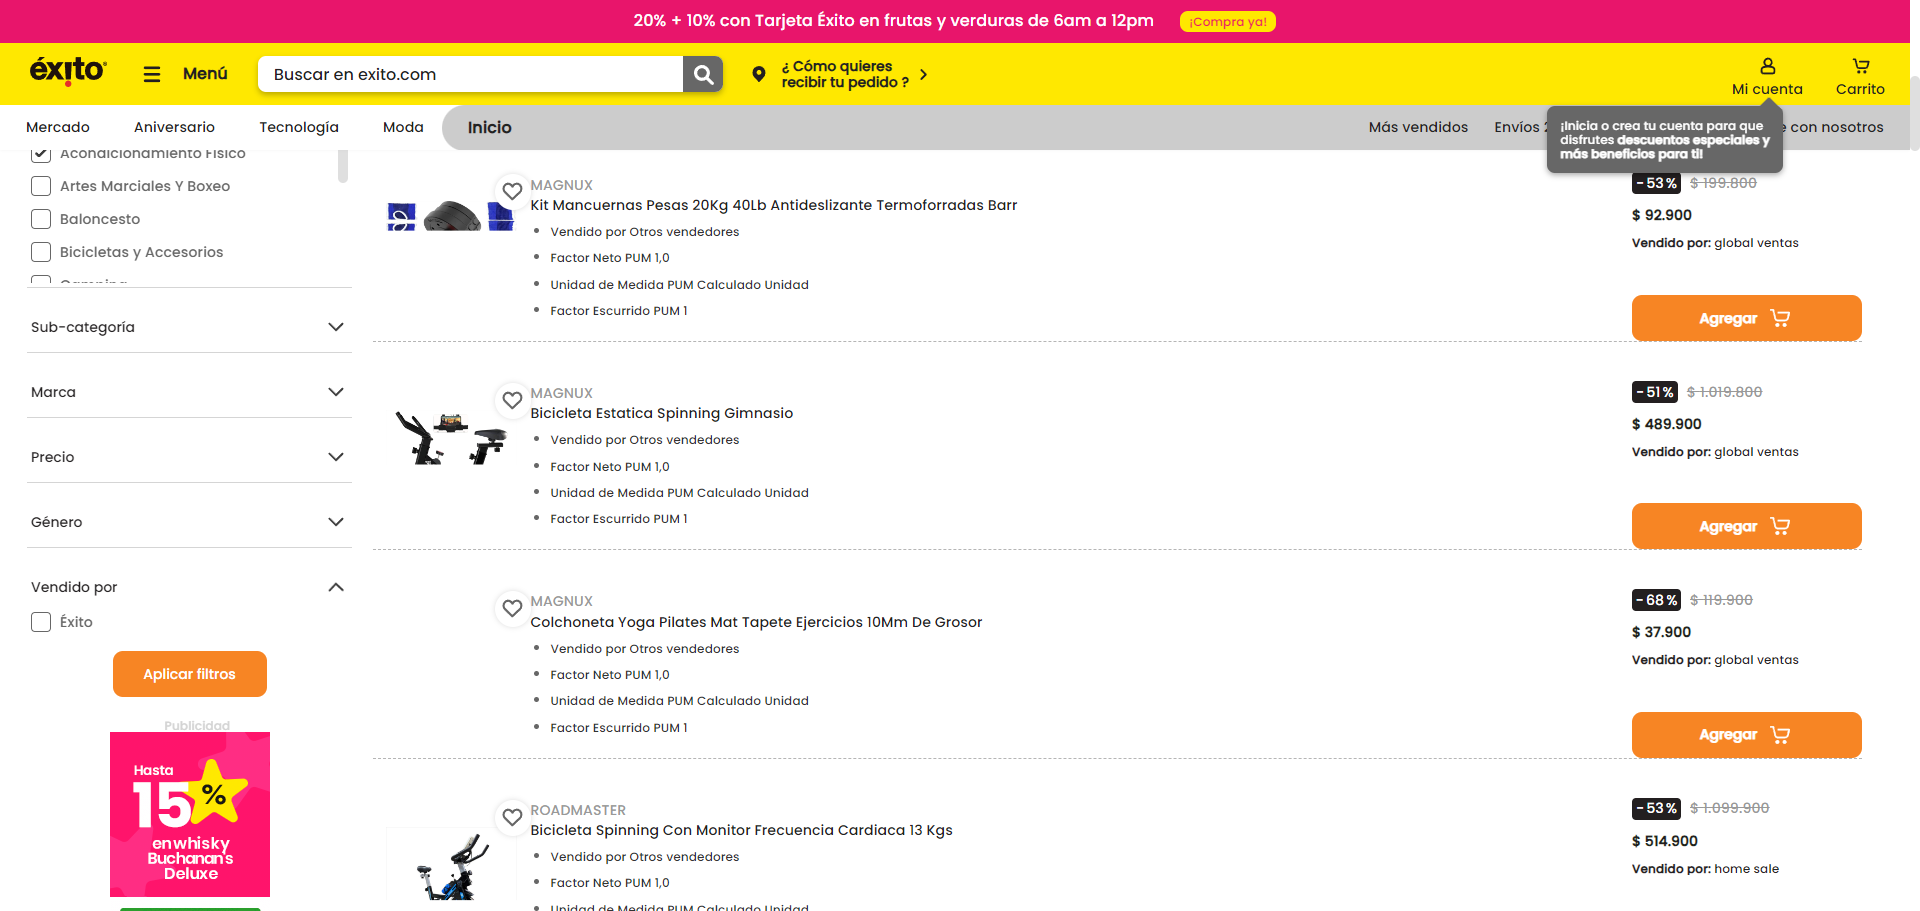 20% + 10% con Tarjeta Éxito en frutas y verduras de 6am a 12pm ¡Compra ya!
éxito
Menú
Buscar en exito.com
¿ Cómo quieres
recibir tu pedido ?
Mi cuenta
Carrito
Mercado Aniversario Tecnología Moda Inicio Más vendidos Envíos con nosotros
¡Inicia o crea tu cuenta para que
disfrutes descuentos especiales y
más beneficios para ti!
Acondicionamiento Físico
Artes Marciales Y Boxeo
Baloncesto
Bicicletas y Accesorios
Sub-categoría
Marca
Precio
Género
Vendido por
Éxito
Aplicar filtros
Publicidad
Hasta
15%
en whisky
Buchanan's
Deluxe
MAGNUX
Kit Mancuernas Pesas 20Kg 40Lb Antideslizante Termoforradas Barr
Vendido por Otros vendedores
Factor Neto PUM 1,0
Unidad de Medida PUM Calculado Unidad
Factor Escurrido PUM 1
-53% $ 199.800
$ 92.900
Vendido por: global ventas
Agregar
MAGNUX
Bicicleta Estatica Spinning Gimnasio
Vendido por Otros vendedores
Factor Neto PUM 1,0
Unidad de Medida PUM Calculado Unidad
Factor Escurrido PUM 1
-51% $ 1.019.800
$ 489.900
Vendido por: global ventas
Agregar
MAGNUX
Colchoneta Yoga Pilates Mat Tapete Ejercicios 10Mm De Grosor
Vendido por Otros vendedores
Factor Neto PUM 1,0
Unidad de Medida PUM Calculado Unidad
Factor Escurrido PUM 1
-68% $ 119.900
$ 37.900
Vendido por: global ventas
Agregar
ROADMASTER
Bicicleta Spinning Con Monitor Frecuencia Cardiaca 13 Kgs
Vendido por Otros vendedores
Factor Neto PUM 1,0
Unidad de Medida PUM Calculado Unidad
-53% $ 1.099.900
$ 514.900
Vendido por: home sale